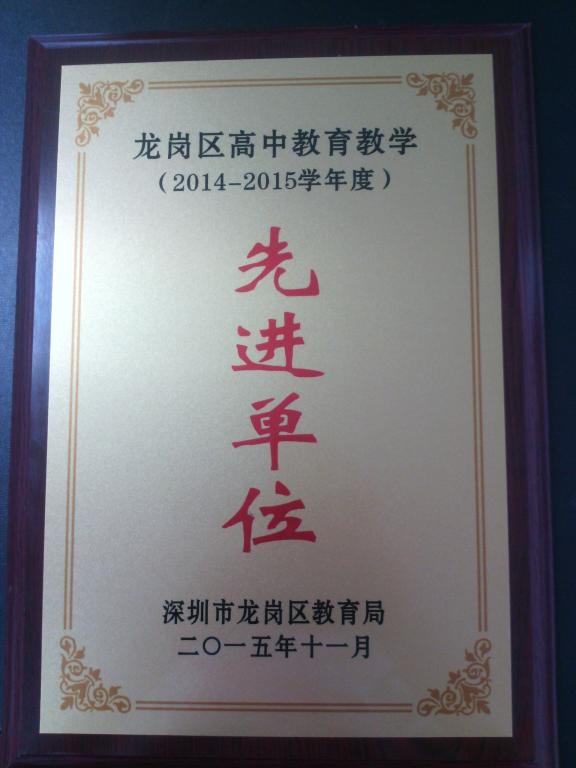 龙岗区高中教育教学
（2014-2015学年度）
先
进
单
位
深圳市龙岗区教育局
二〇一五年十一月